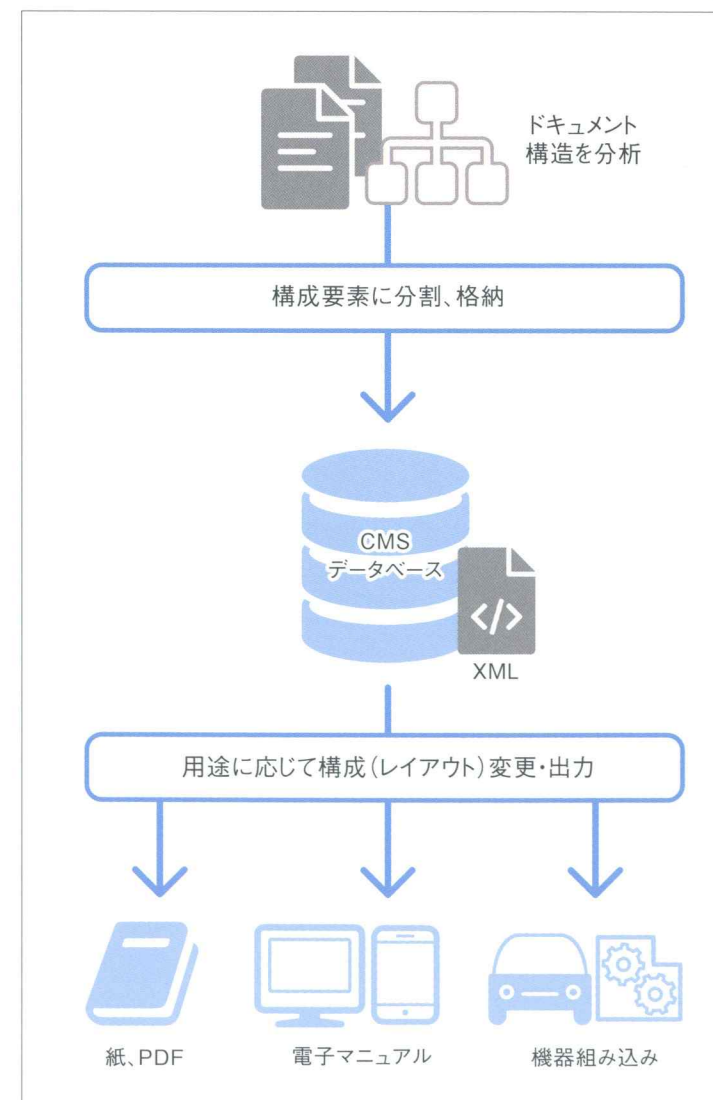 ドキュメント
構造を分析
構成要素に分割、格納
CMS
データベース
</>
XML
用途に応じて構成（レイアウト）変更・出力
紙、PDF
電子マニュアル
機器組み込み